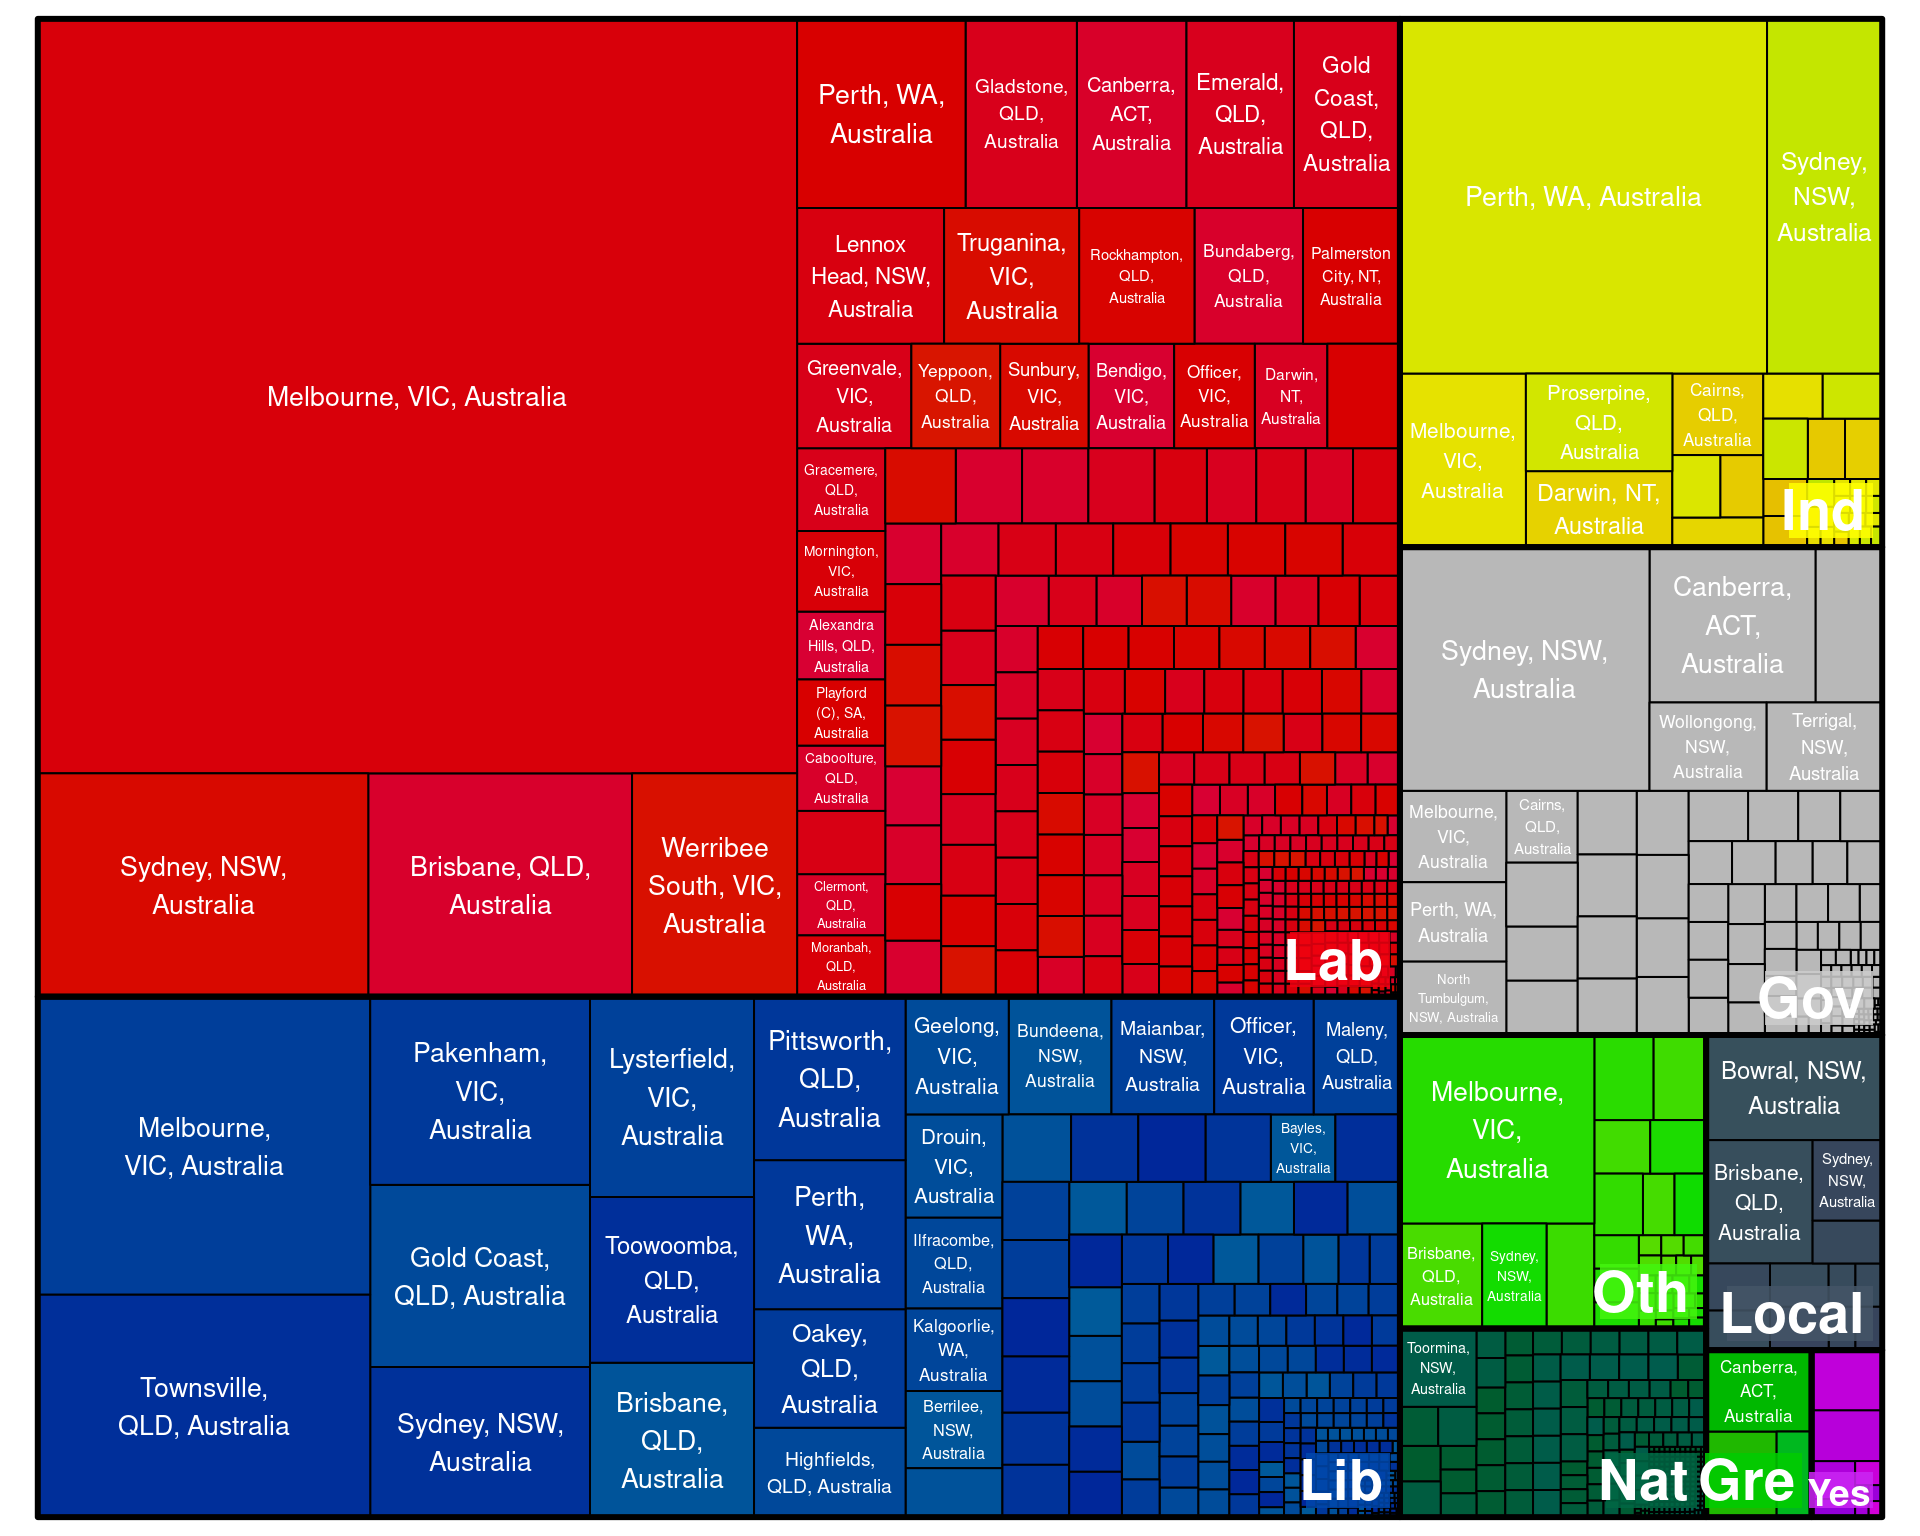 Melbourne, VIC, Australia
Sydney, NSW,
Australia
Brisbane, QLD,
Australia
Werribee
South, VIC,
Australia
Perth, WA,
Australia
Gladstone,
QLD,
Australia
Canberra,
ACT,
Australia
Emerald,
QLD,
Australia
Gold
Coast,
QLD,
Australia
Lennox
Head, NSW,
Australia
Truganina,
VIC,
Australia
Rockhampton,
QLD,
Australia
Bundaberg,
QLD,
Australia
Palmerston
City, NT,
Australia
Greenvale,
VIC,
Australia
Yeppoon,
QLD,
Australia
Sunbury,
VIC,
Australia
Bendigo,
VIC,
Australia
Officer,
VIC,
Australia
Darwin,
NT,
Australia
Gracemere,
QLD,
Australia
Mornington,
VIC,
Australia
Alexandra
Hills, QLD,
Australia
Playford
(C), SA,
Australia
Caboolture,
QLD,
Australia
Clermont,
QLD,
Australia
Moranbah,
QLD,
Australia
Lab
Melbourne,
VIC, Australia
Townsville,
QLD, Australia
Pakenham,
VIC,
Australia
Gold Coast,
QLD, Australia
Sydney, NSW,
Australia
Lysterfield,
VIC,
Australia
Toowoomba,
QLD,
Australia
Brisbane,
QLD,
Australia
Pittsworth,
QLD,
Australia
Perth,
WA,
Australia
Oakey,
QLD,
Australia
Highfields,
QLD, Australia
Geelong,
VIC,
Australia
Bundeena,
NSW,
Australia
Maianbar,
NSW,
Australia
Officer,
VIC,
Australia
Maleny,
QLD,
Australia
Drouin,
VIC,
Australia
Bayles,
VIC,
Australia
Ilfracombe,
QLD,
Australia
Kalgoorlie,
WA,
Australia
Berrilee,
NSW,
Australia
Lib
Perth, WA, Australia
Sydney,
NSW,
Australia
Melbourne,
VIC,
Australia
Proserpine,
QLD,
Australia
Darwin, NT,
Australia
Cairns,
QLD,
Australia
Ind
Sydney, NSW,
Australia
Canberra,
ACT,
Australia
Wollongong,
NSW,
Australia
Terrigal,
NSW,
Australia
Melbourne,
VIC,
Australia
Cairns,
QLD,
Australia
Perth, WA,
Australia
North
Tumbulgum,
NSW, Australia
Gov
Melbourne,
VIC,
Australia
Brisbane,
QLD,
Australia
Sydney,
NSW,
Australia
Oth
Bowral, NSW,
Australia
Brisbane,
QLD,
Australia
Sydney,
NSW,
Australia
Local
Toormina,
NSW,
Australia
Nat
Canberra,
ACT,
Australia
Gre
Yes